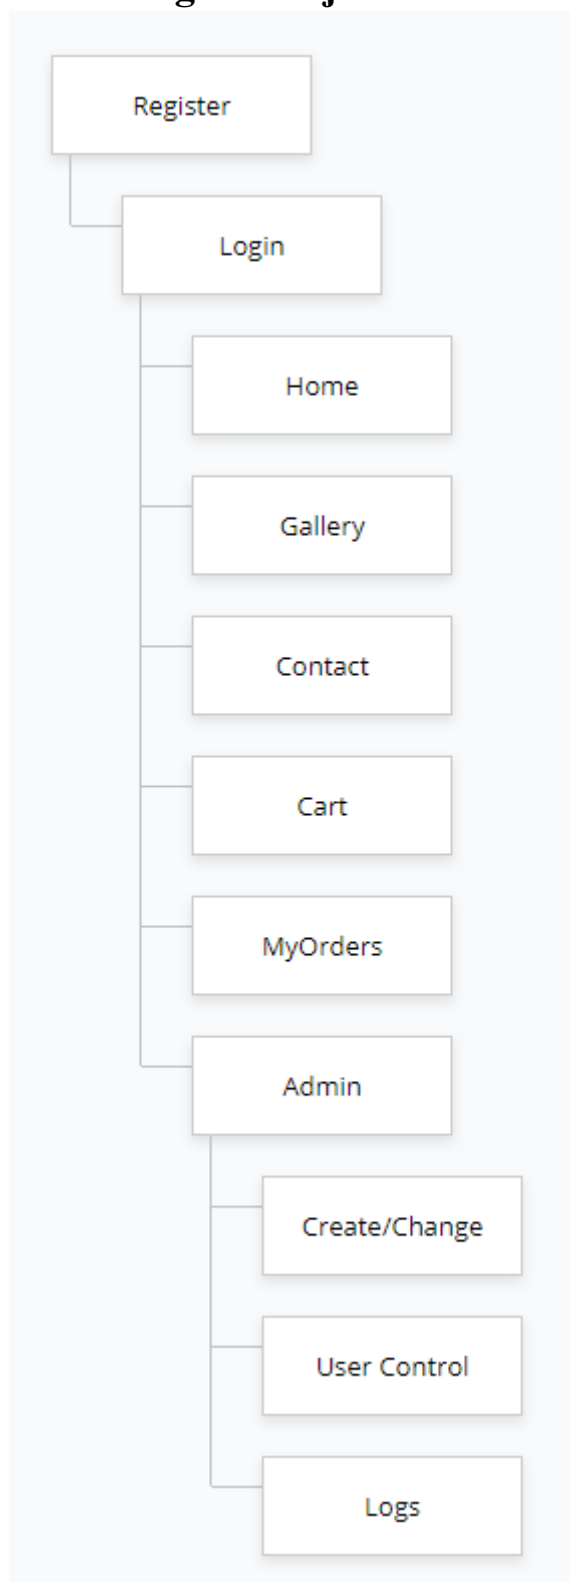 Register
Login
Home
Gallery
Contact
Cart
MyOrders
Admin
Create/Change
User Control
Logs